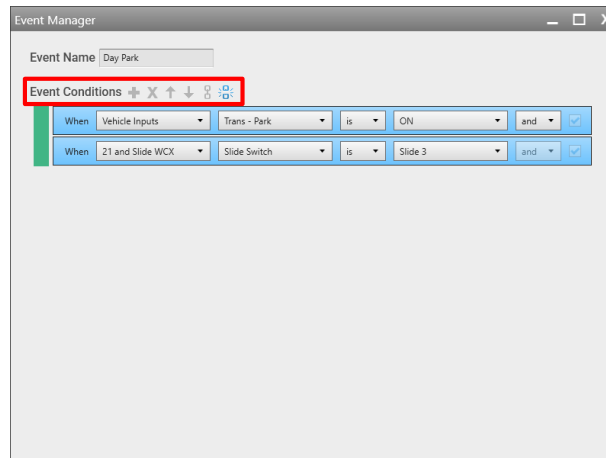 Event Manager
Event Name Day Park
Event Conditions
When Vehicle Inputs Trans - Park is ON and
When 21 and Slide WCX Slide Switch is Slide 3 and